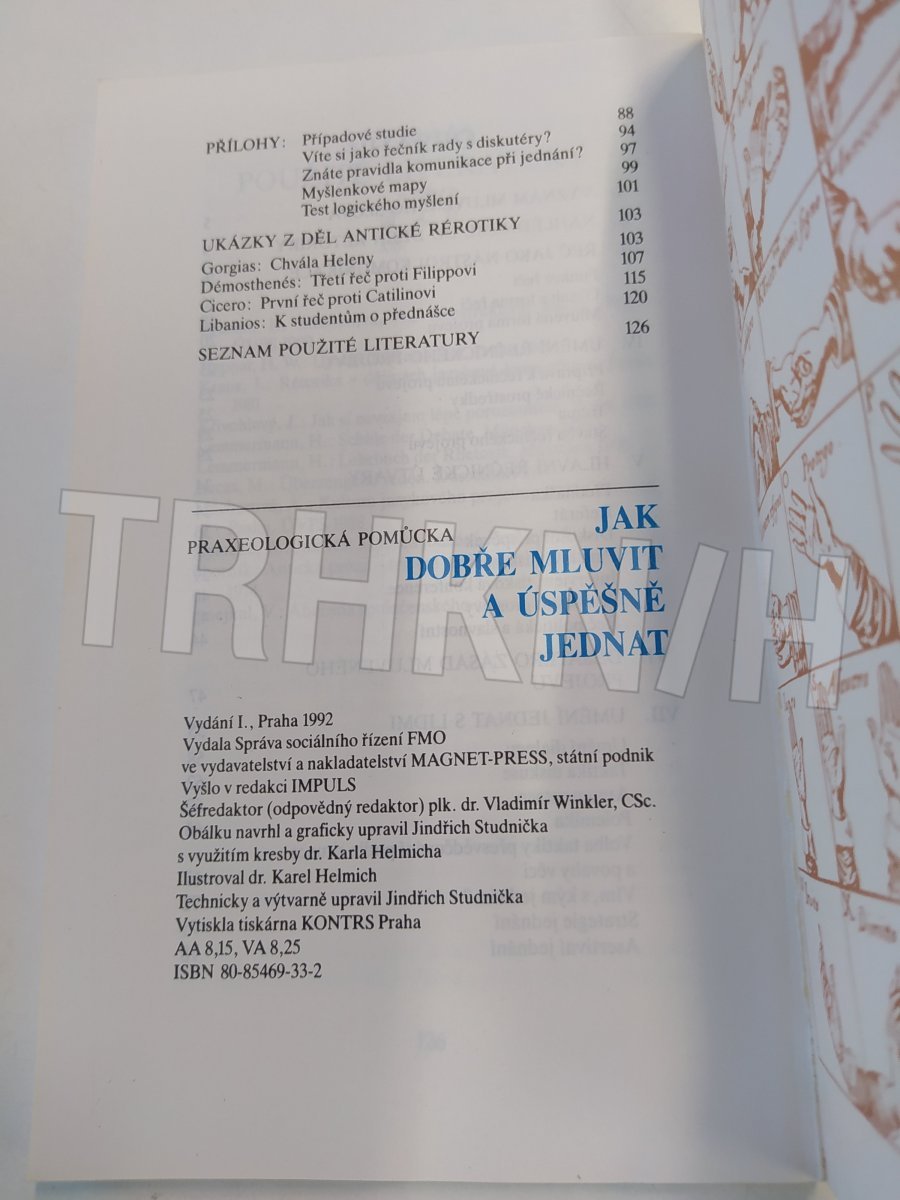 PŘÍLOHY: Případové studie 88
Víte si jako řečník rady s diskutéry? 94
Znáte pravidla komunikace při jednání? 97
Myšlenkové mapy 99
Test logického myšlení 101
UKÁZKY Z DĚL ANTICKÉ RÉROTIKY 103
Gorgias: Chvála Heleny 103
Démosthenés: Třetí řeč proti Filippovi 107
Cicero: První řeč proti Catilinovi 115
Libanios: K studentům o přednášce 120
SEZNAM POUŽITÉ LITERATURY 126
TRHKNIH
PRAXEOLOGICKÁ POMŮCKA
JAK
DOBŘE MLUVIT
A ÚSPĚŠNĚ
JEDNAT
Vydání I., Praha 1992
Vydala Správa sociálního řízení FMO
ve vydavatelství a nakladatelství MAGNET-PRESS, státní podnik
Vyšlo v redakci IMPULS
Šéfredaktor (odpovědný redaktor) plk. dr. Vladimír Winkler, CSc.
Obálku navrhl a graficky upravil Jindřich Studnička
s využitím kresby dr. Karla Helmicha
Ilustroval dr. Karel Helmich
Technicky a výtvarně upravil Jindřich Studnička
Vytiskla tiskárna KONTRS Praha
AA 8,15, VA 8,25
ISBN 80-85469-33-2
Protego